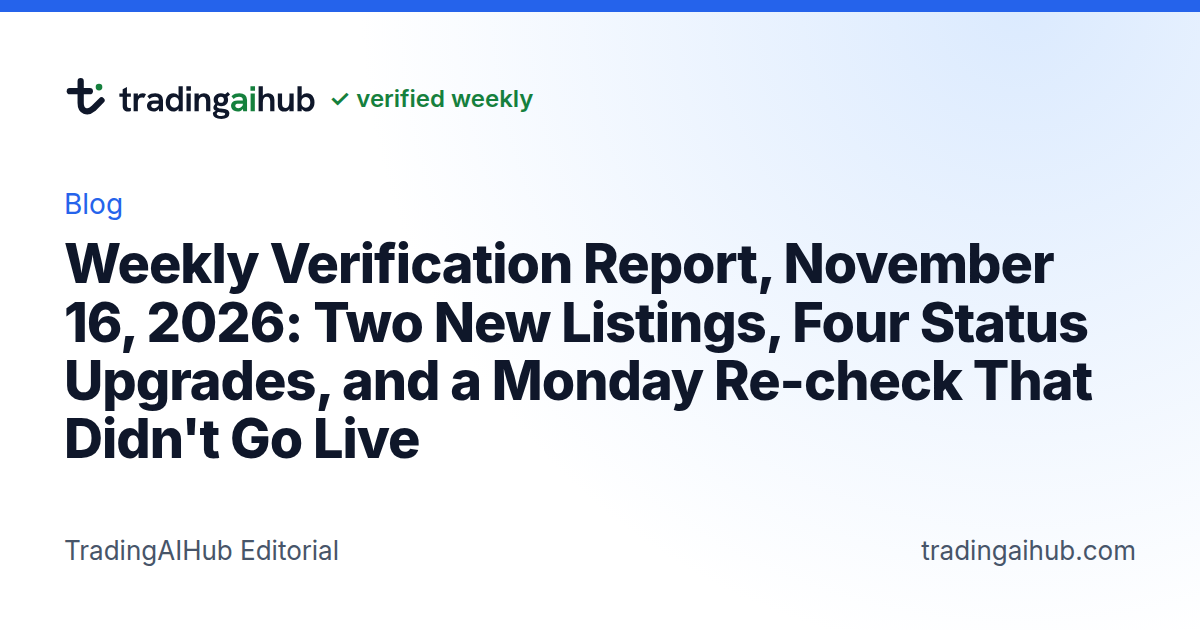 tradingaihub ✓ verified weekly
Blog
Weekly Verification Report, November
16, 2026: Two New Listings, Four Status
Upgrades, and a Monday Re-check That
Didn't Go Live
TradingAIHub Editorial
tradingaihub.com